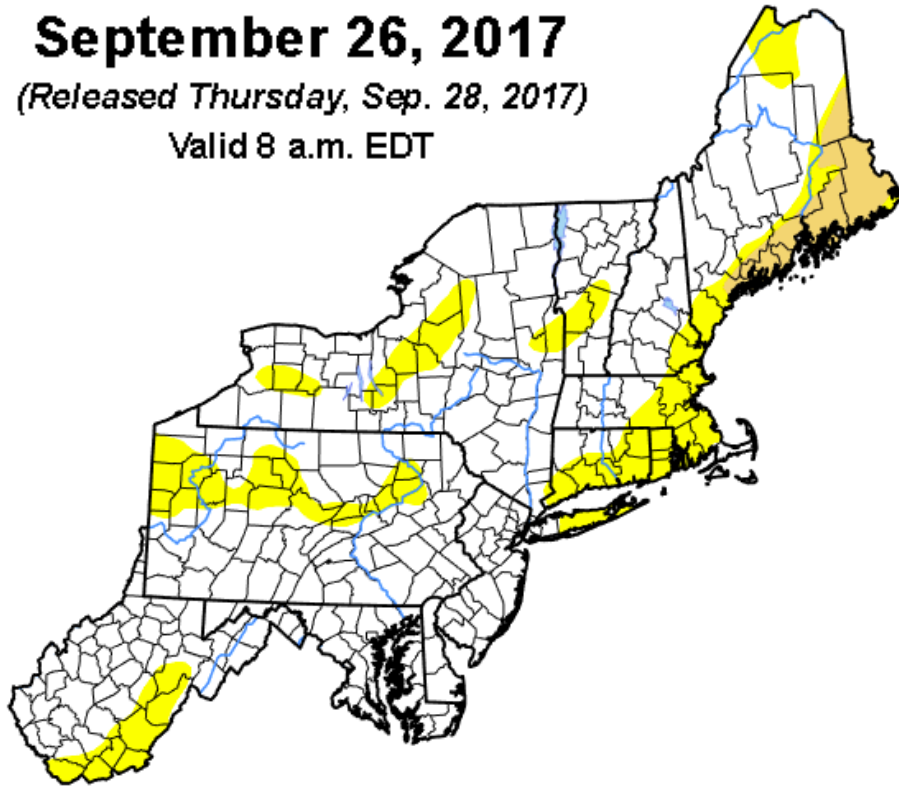 September 26, 2017
(Released Thursday, Sep. 28, 2017)
Valid 8 a.m. EDT